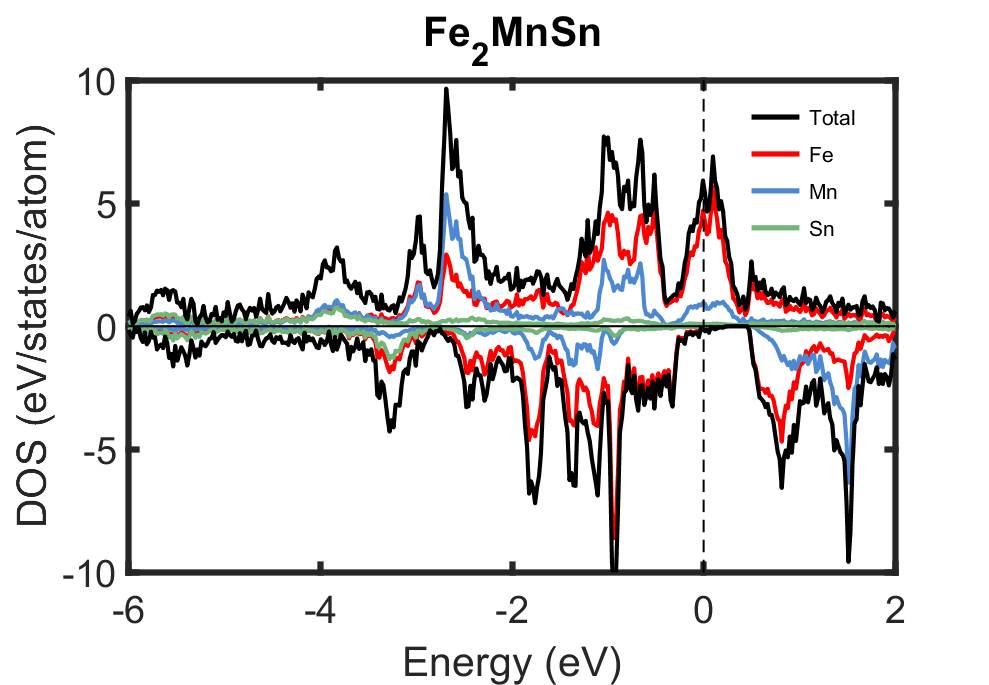 Fe₂MnSn
10
5
0
-5
-10
DOS (eV/states/atom)
Total
Fe
Mn
Sn
-6 -4 -2 0 2
Energy (eV)